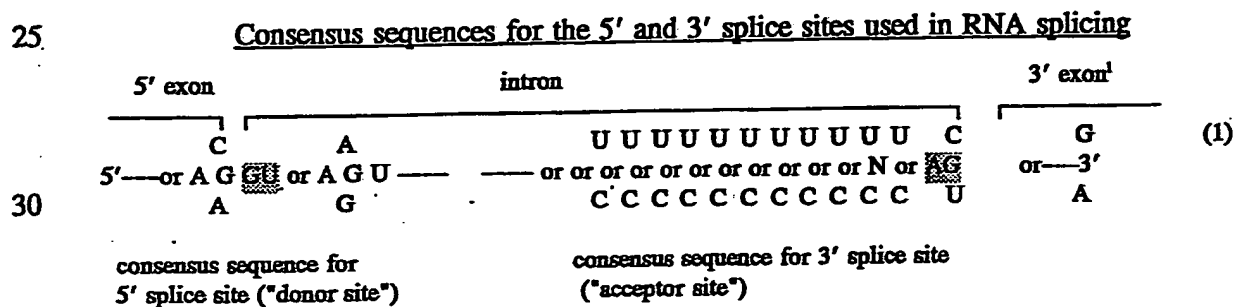 25. Consensus sequences for the 5' and 3' splice sites used in RNA splicing
5' exon intron 3' exon¹
C A U U U U U U U U U U U C G (1)
5'—or A G GU or A G U— —or or or or or or or or or or or N or AG or—3'
30 A G C C C C C C C C C C C U A
consensus sequence for consensus sequence for 3' splice site
5' splice site ("donor site") ("acceptor site")